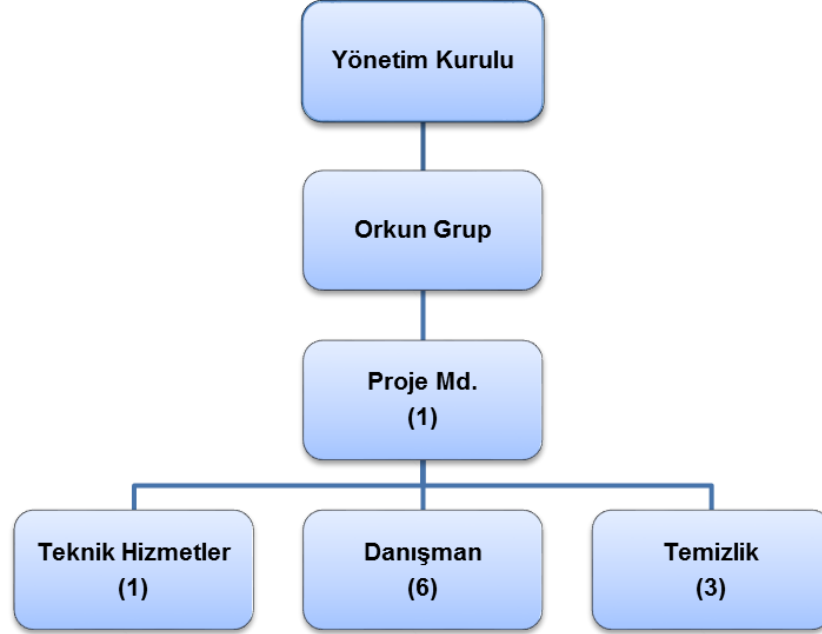 Yönetim Kurulu
Orkun Grup
Proje Md.
(1)
Teknik Hizmetler
(1)
Danışman
(6)
Temizlik
(3)